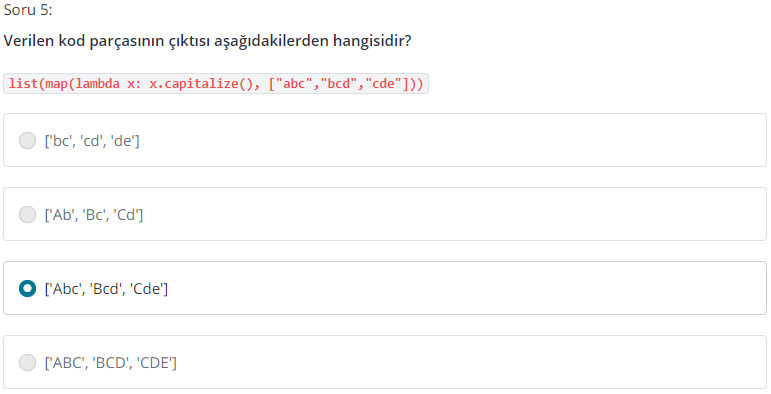 Soru 5:
Verilen kod parçasının çıktısı aşağıdakilerden hangisidir?
list(map(lambda x: x.capitalize(), ["abc","bcd","cde"]))
['bc', 'cd', 'de']
['Ab', 'Bc', 'Cd']
['Abc', 'Bcd', 'Cde']
['ABC', 'BCD', 'CDE']